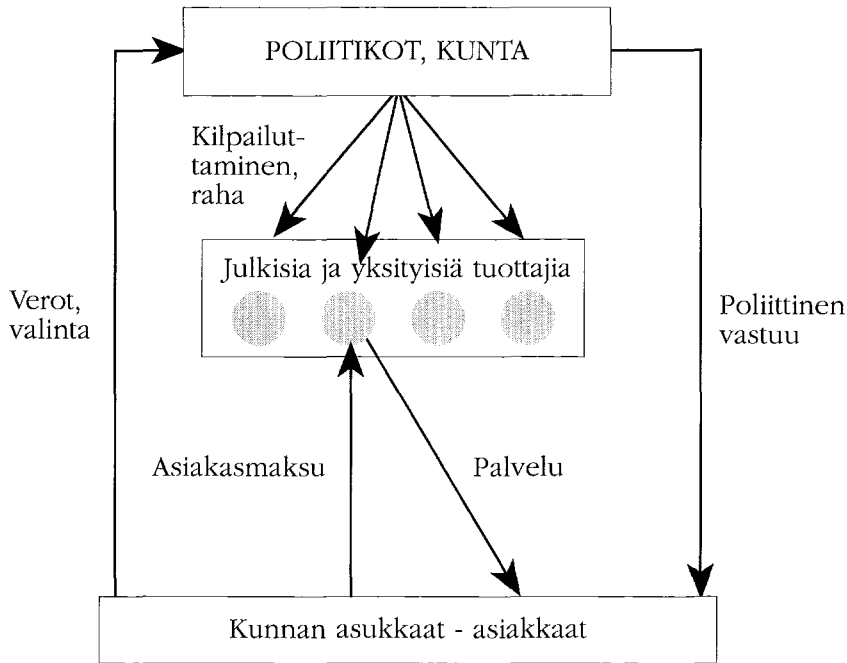 POLIITIKOT, KUNTA
Kilpailut-
taminen,
raha
Julkisia ja yksityisiä tuottajia
Verot,
valinta
Poliittinen
vastuu
Asiakasmaksu
Palvelu
Kunnan asukkaat - asiakkaat